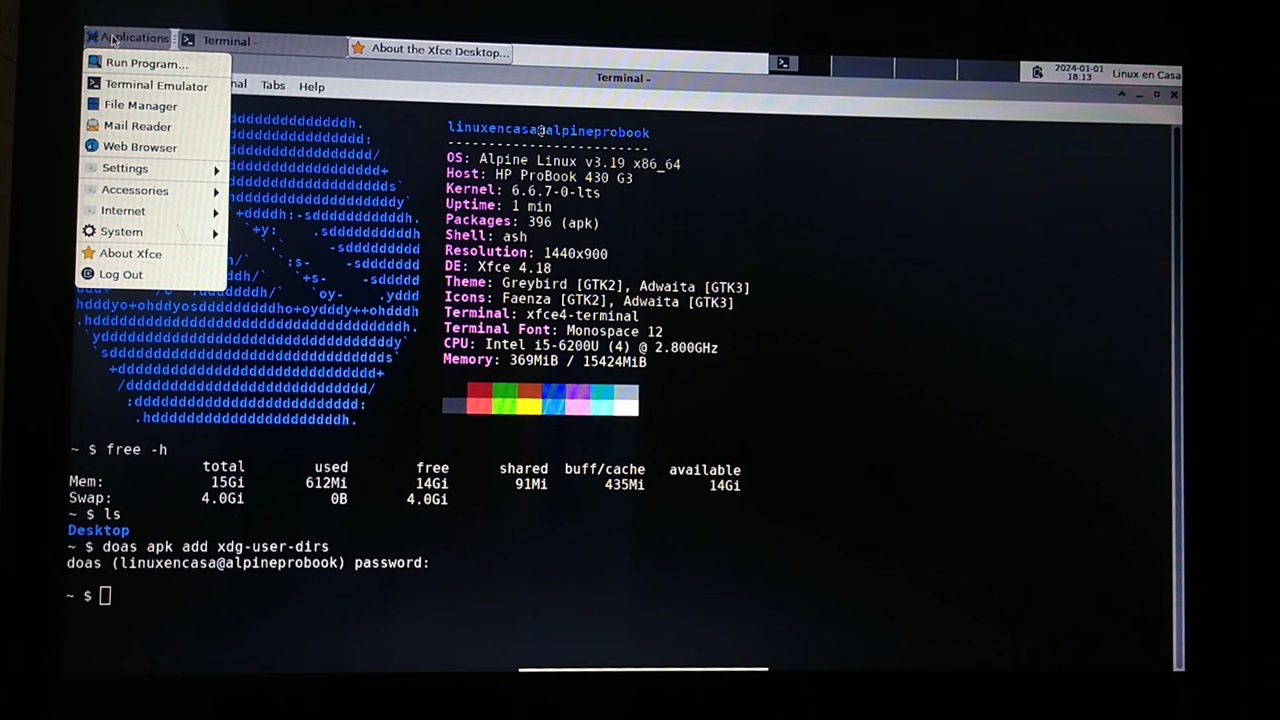 Applications
Terminal -
About the Xfce Desktop...
2024-01-01
18:13
Linux en Casa
Terminal -
Run Program...
Terminal Emulator
File Manager
Mail Reader
Web Browser
Settings
Accessories
Internet
System
About Xfce
Log Out
Tabs
Help
linuxencasa@alpineprobook
-------------------------
OS: Alpine Linux v3.19 x86_64
Host: HP ProBook 430 G3
Kernel: 6.6.7-0-lts
Uptime: 1 min
Packages: 396 (apk)
Shell: ash
Resolution: 1440x900
DE: Xfce 4.18
Theme: Greybird [GTK2], Adwaita [GTK3]
Icons: Faenza [GTK2], Adwaita [GTK3]
Terminal: xfce4-terminal
Terminal Font: Monospace 12
CPU: Intel i5-6200U (4) @ 2.800GHz
Memory: 369MiB / 15424MiB
~ $ free -h
total used free shared buff/cache available
Mem: 15Gi 612Mi 14Gi 91Mi 435Mi 14Gi
Swap: 4.0Gi 0B 4.0Gi
~ $ ls
Desktop
~ $ doas apk add xdg-user-dirs
doas (linuxencasa@alpineprobook) password:
~ $